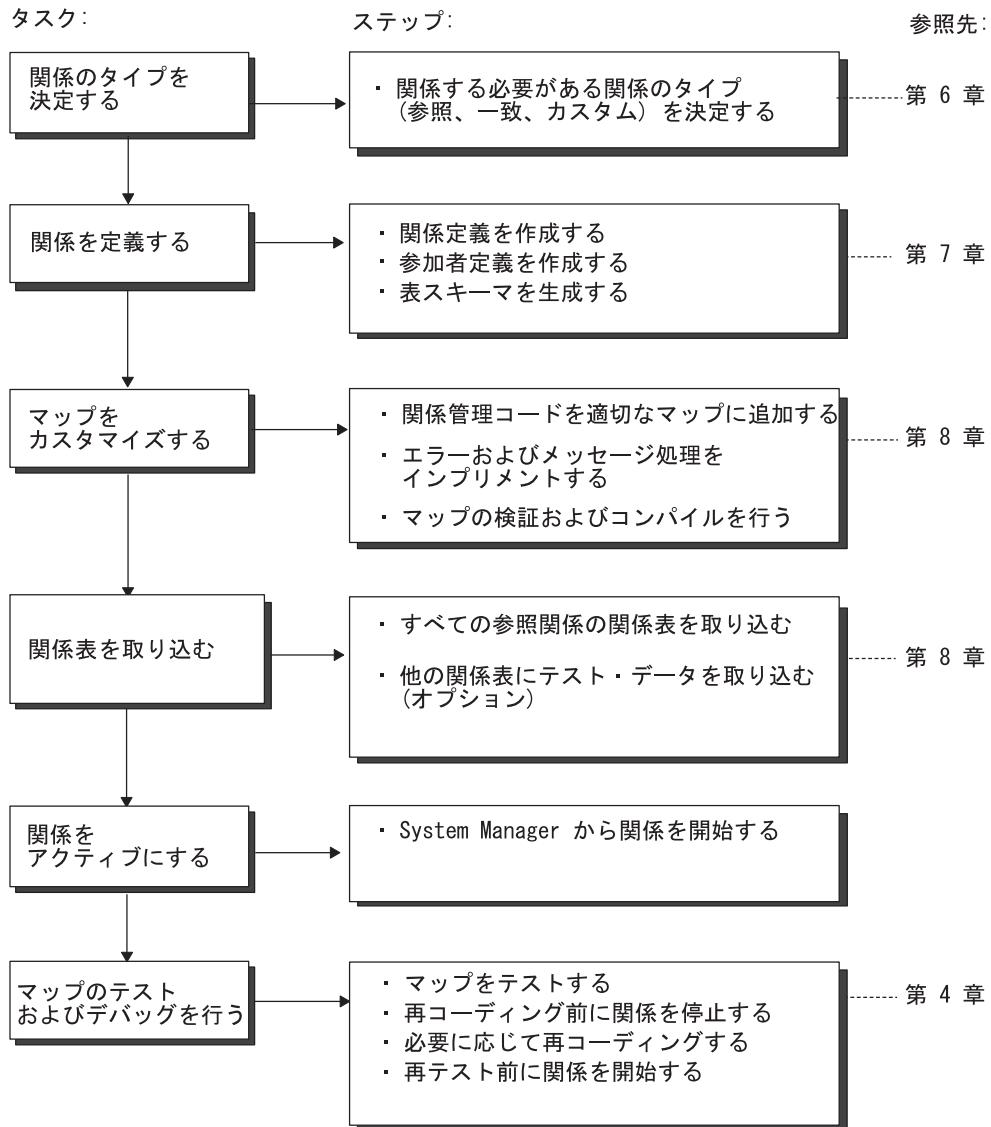 タスク:
ステップ:
参照先:
関係のタイプを
決定する
・ 関係する必要がある関係のタイプ
(参照、一致、カスタム) を決定する
第 6 章
関係を定義する
・ 関係定義を作成する
・ 参加者定義を作成する
・ 表スキーマを生成する
第 7 章
マップを
カスタマイズする
・ 関係管理コードを適切なマップに追加する
・ エラーおよびメッセージ処理を
インプリメントする
・ マップの検証およびコンパイルを行う
第 8 章
関係表を取り込む
・ すべての参照関係の関係表を取り込む
・ 他の関係表にテスト・データを取り込む
(オプション)
第 8 章
関係を
アクティブにする
・ System Manager から関係を開始する
マップのテスト
およびデバッグを行う
・ マップをテストする
・ 再コーディング前に関係を停止する
・ 必要に応じて再コーディングする
・ 再テスト前に関係を開始する
第 4 章